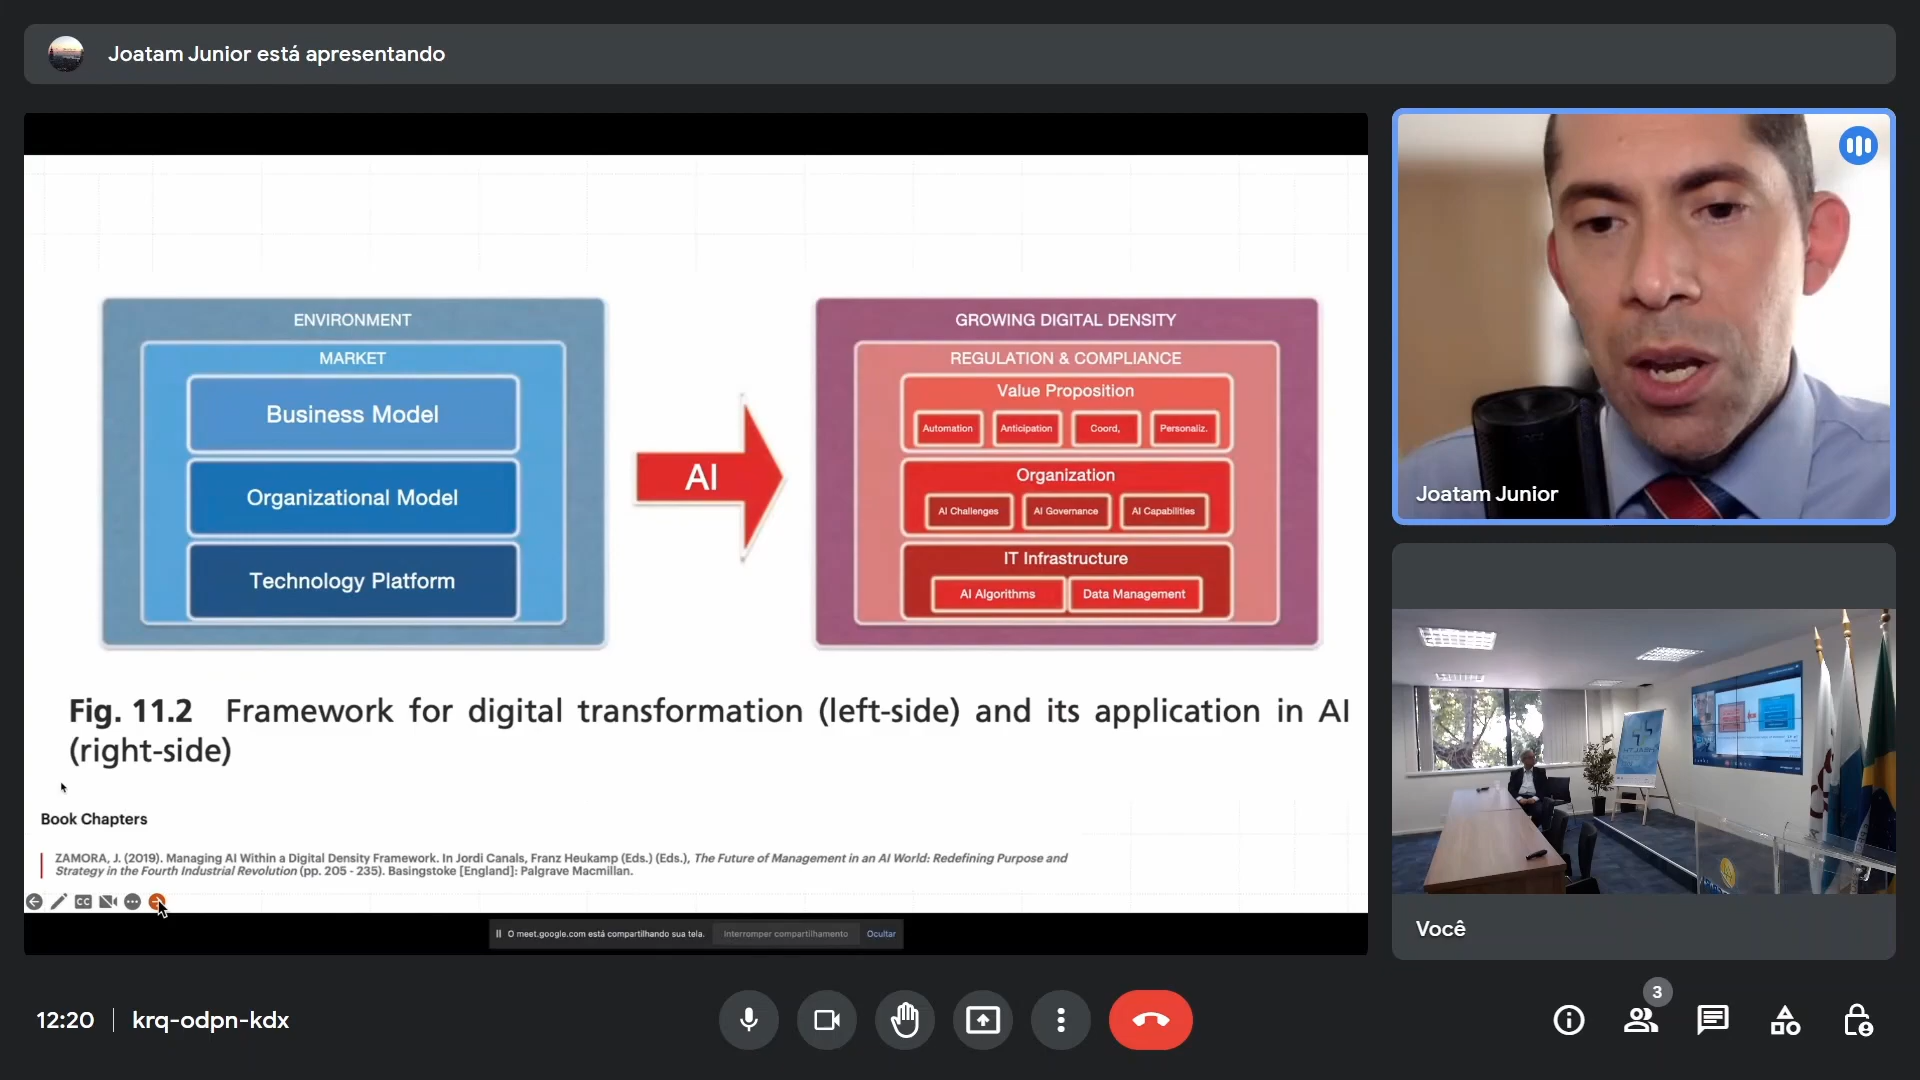 Joatam Junior está apresentando
ENVIRONMENT
MARKET
Business Model
Organizational Model
Technology Platform
AI
GROWING DIGITAL DENSITY
REGULATION & COMPLIANCE
Value Proposition
Automation
Anticipation
Coord,
Personaliz.
Organization
AI Challenges
AI Governance
AI Capabilities
IT Infrastructure
AI Algorithms
Data Management
Fig. 11.2 Framework for digital transformation (left-side) and its application in AI
(right-side)
Book Chapters
ZAMORA, J. (2019). Managing AI Within a Digital Density Framework. In Jordi Canals, Franz Heukamp (Eds.) (Eds.), The Future of Management in an AI World: Redefining Purpose and
Strategy in the Fourth Industrial Revolution (pp. 205 - 235). Basingstoke [England]: Palgrave Macmillan.
CC
O meet.google.com está compartilhando sua tela.
Interromper compartilhamento
Ocultar
Joatam Junior
Você
12:20
krq-odpn-kdx
3